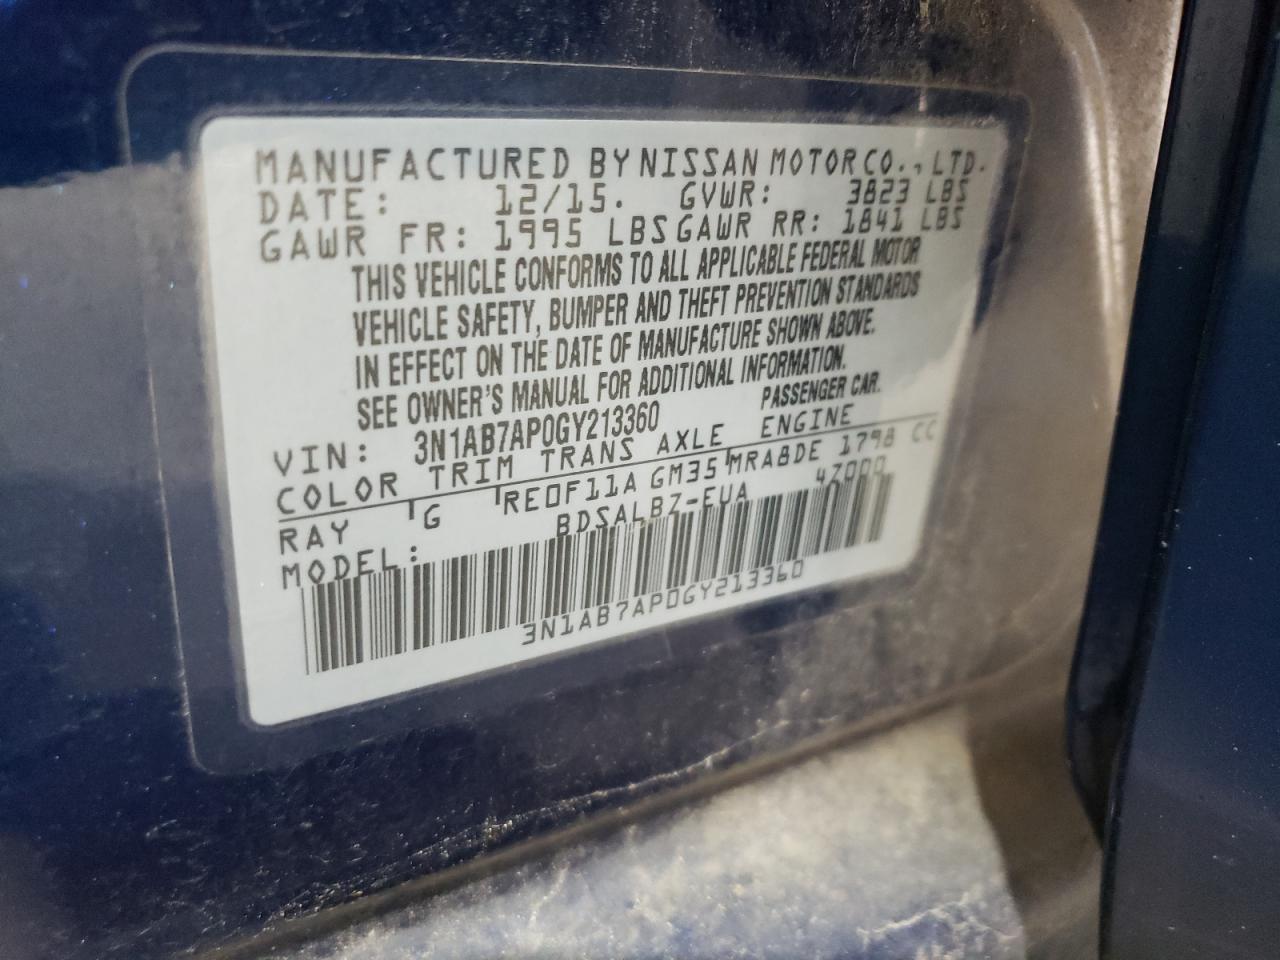 MANUFACTURED BY NISSAN MOTOR CO., LTD.
DATE: 12/15. GVWR: 3823 LBS
GAWR FR: 1995 LBS GAWR RR: 1841 LBS
THIS VEHICLE CONFORMS TO ALL APPLICABLE FEDERAL MOTOR
VEHICLE SAFETY, BUMPER AND THEFT PREVENTION STANDARDS
IN EFFECT ON THE DATE OF MANUFACTURE SHOWN ABOVE.
SEE OWNER'S MANUAL FOR ADDITIONAL INFORMATION.
VIN: 3N1AB7AP0GY213360 PASSENGER CAR.
COLOR TRIM TRANS AXLE ENGINE
RAY G RE0F11A GM35 MRA8DE 1798 CC
MODEL: BDSALBZ-EUA 4Z000
3N1AB7AP0GY213360